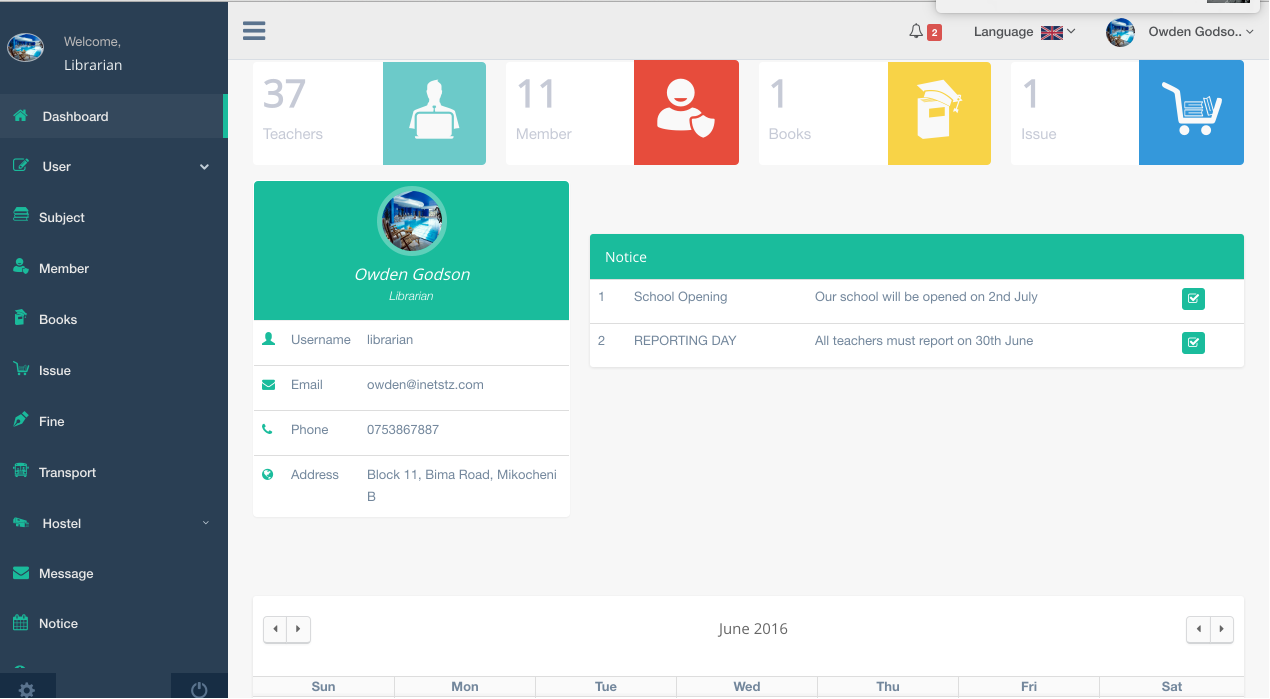 Welcome,
Librarian
Dashboard
User
Subject
Member
Books
Issue
Fine
Transport
Hostel
Message
Notice
2
Language
Owden Godso..
37
Teachers
11
Member
1
Books
1
Issue
Owden Godson
Librarian
Username librarian
Email owden@inetstz.com
Phone 0753867887
Address Block 11, Bima Road, Mikocheni
B
Notice
1 School Opening Our school will be opened on 2nd July
2 REPORTING DAY All teachers must report on 30th June
June 2016
Sun Mon Tue Wed Thu Fri Sat